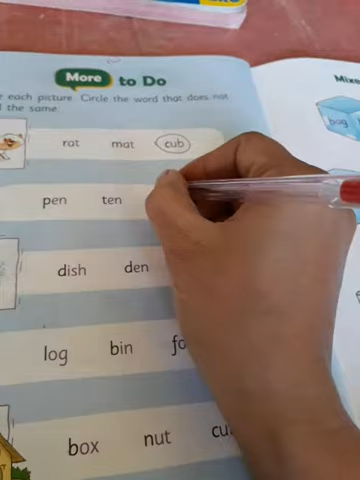 More to Do
each picture. Circle the word that does not
the same.
rat mat cub
pen ten
dish den
log bin
box nut
bag